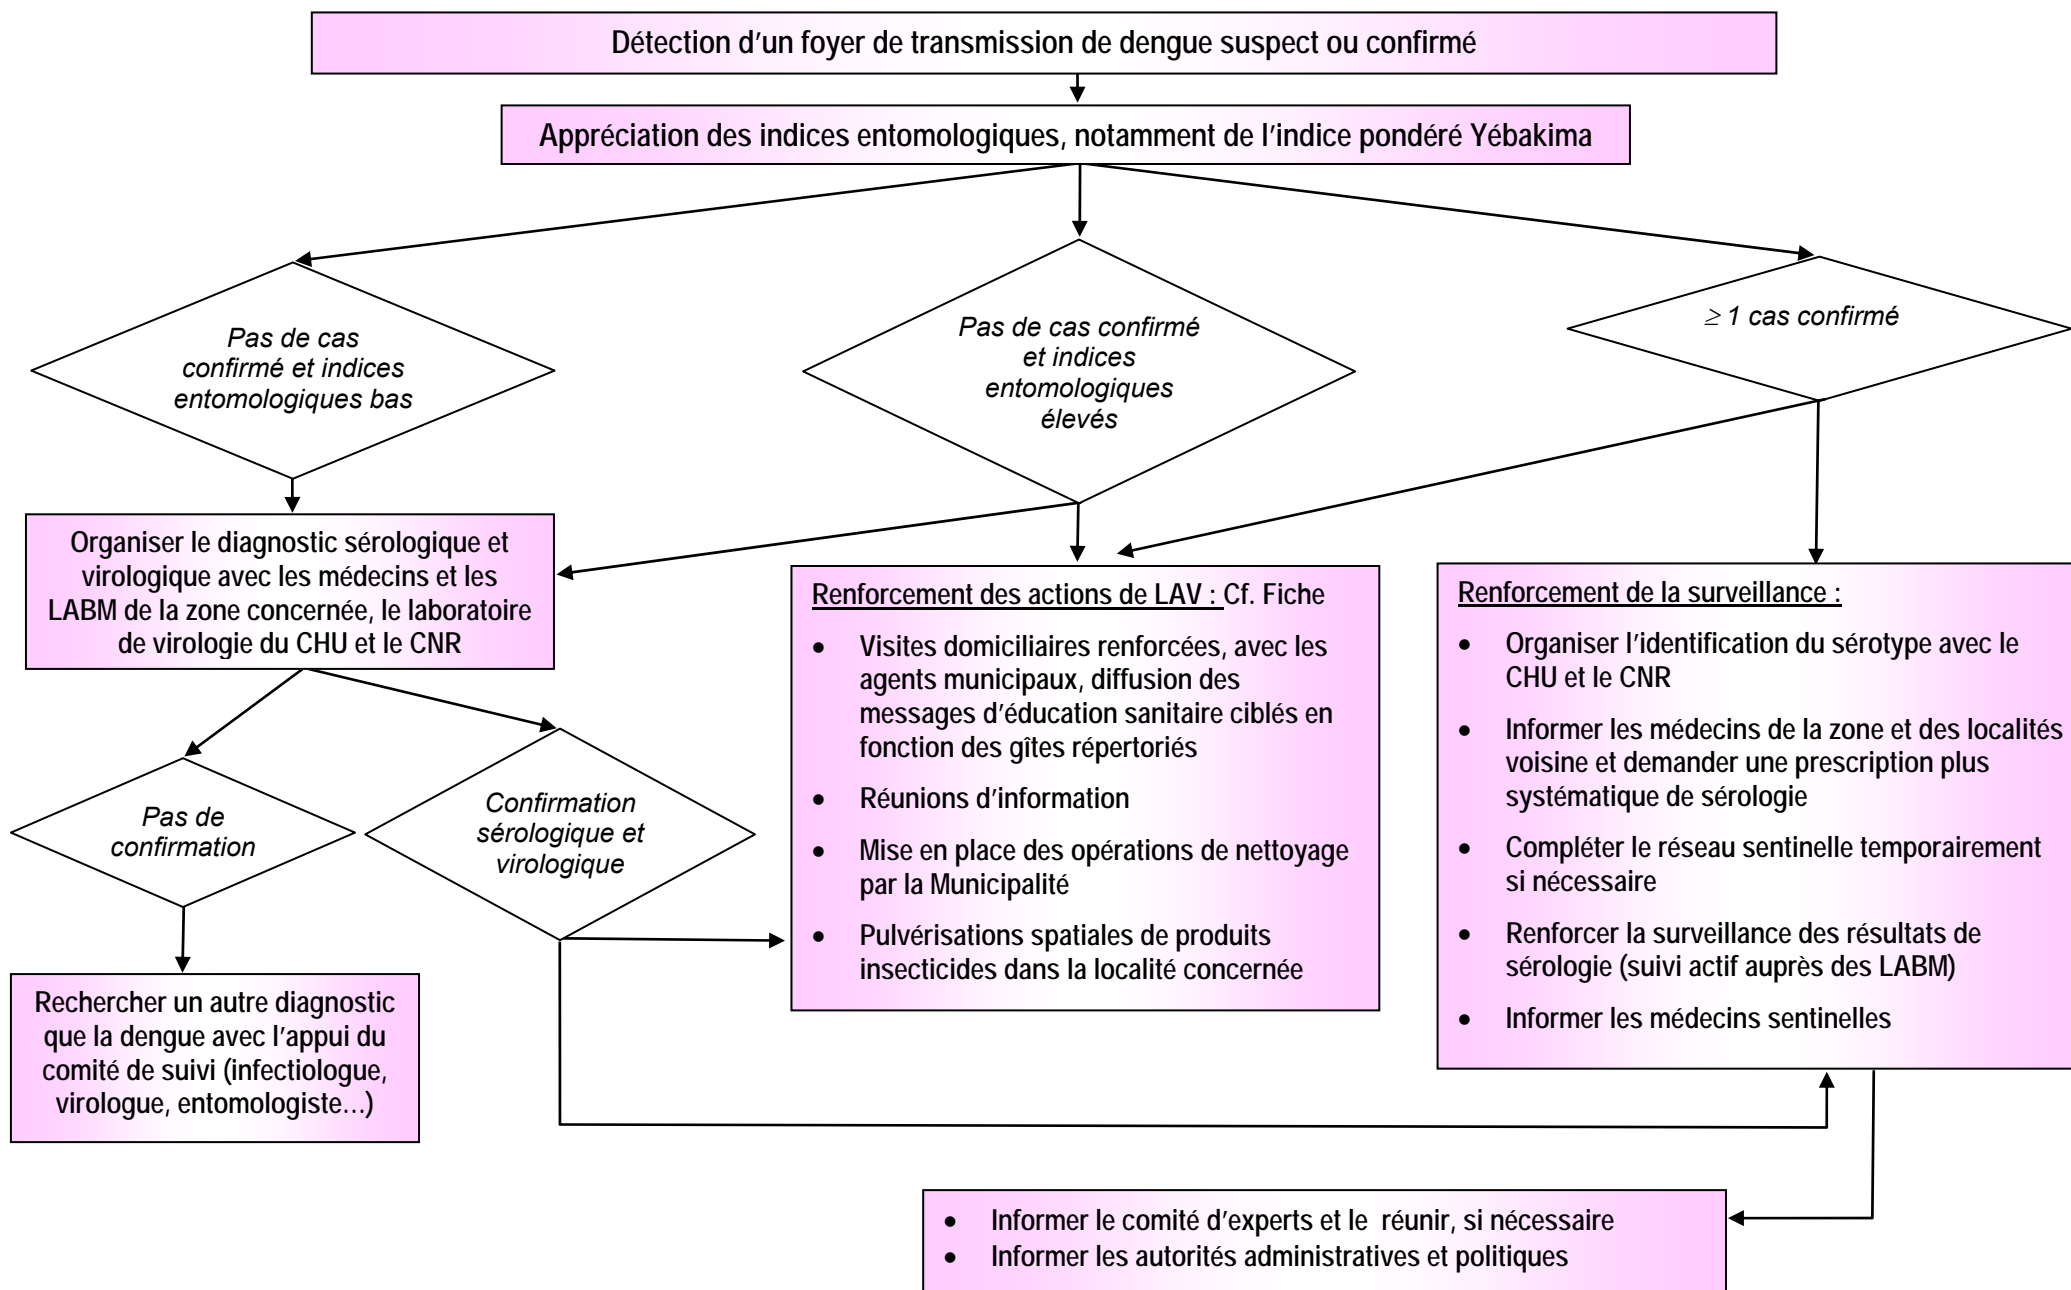 Détection d’un foyer de transmission de dengue suspect ou confirmé
Appréciation des indices entomologiques, notamment de l’indice pondéré Yébakima
Pas de cas
confirmé et indices
entomologiques bas
Pas de cas confirmé
et indices
entomologiques
élevés
≥ 1 cas confirmé
Organiser le diagnostic sérologique et
virologique avec les médecins et les
LABM de la zone concernée, le laboratoire
de virologie du CHU et le CNR
Pas de
confirmation
Confirmation
sérologique et
virologique
Rechercher un autre diagnostic
que la dengue avec l’appui du
comité de suivi (infectiologue,
virologue, entomologiste…)
Renforcement des actions de LAV : Cf. Fiche
• Visites domiciliaires renforcées, avec les
agents municipaux, diffusion des
messages d’éducation sanitaire ciblés en
fonction des gîtes répertoriés
• Réunions d’information
• Mise en place des opérations de nettoyage
par la Municipalité
• Pulvérisations spatiales de produits
insecticides dans la localité concernée
Renforcement de la surveillance :
• Organiser l’identification du sérotype avec le
CHU et le CNR
• Informer les médecins de la zone et des localités
voisine et demander une prescription plus
systématique de sérologie
• Compléter le réseau sentinelle temporairement
si nécessaire
• Renforcer la surveillance des résultats de
sérologie (suivi actif auprès des LABM)
• Informer les médecins sentinelles
• Informer le comité d’experts et le réunir, si nécessaire
• Informer les autorités administratives et politiques